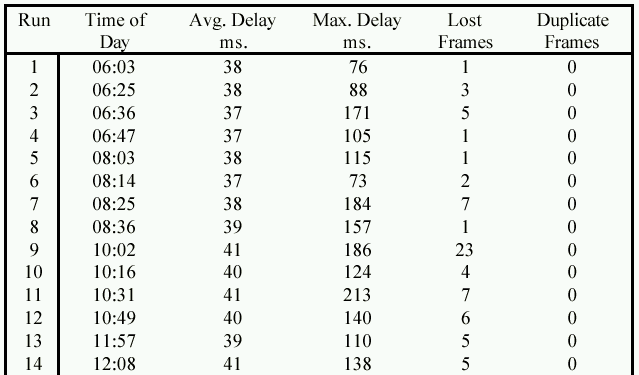 Run Time of Avg. Delay Max. Delay Lost Duplicate
Day ms. ms. Frames Frames
1 06:03 38 76 1 0
2 06:25 38 88 3 0
3 06:36 37 171 5 0
4 06:47 37 105 1 0
5 08:03 38 115 1 0
6 08:14 37 73 2 0
7 08:25 38 184 7 0
8 08:36 39 157 1 0
9 10:02 41 186 23 0
10 10:16 40 124 4 0
11 10:31 41 213 7 0
12 10:49 40 140 6 0
13 11:57 39 110 5 0
14 12:08 41 138 5 0